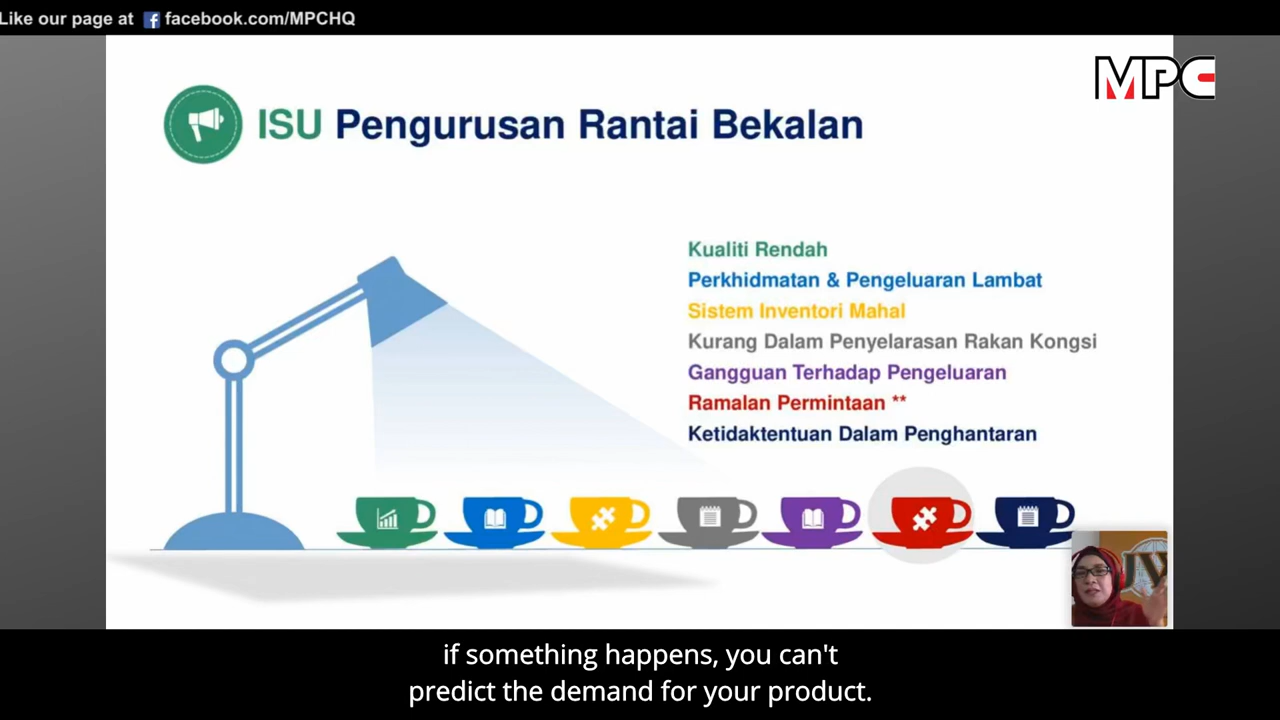 Like our page at facebook.com/MPCHQ
MPC
ISU Pengurusan Rantai Bekalan
Kualiti Rendah
Perkhidmatan & Pengeluaran Lambat
Sistem Inventori Mahal
Kurang Dalam Penyelarasan Rakan Kongsi
Gangguan Terhadap Pengeluaran
Ramalan Permintaan **
Ketidaktentuan Dalam Penghantaran
if something happens, you can't
predict the demand for your product.